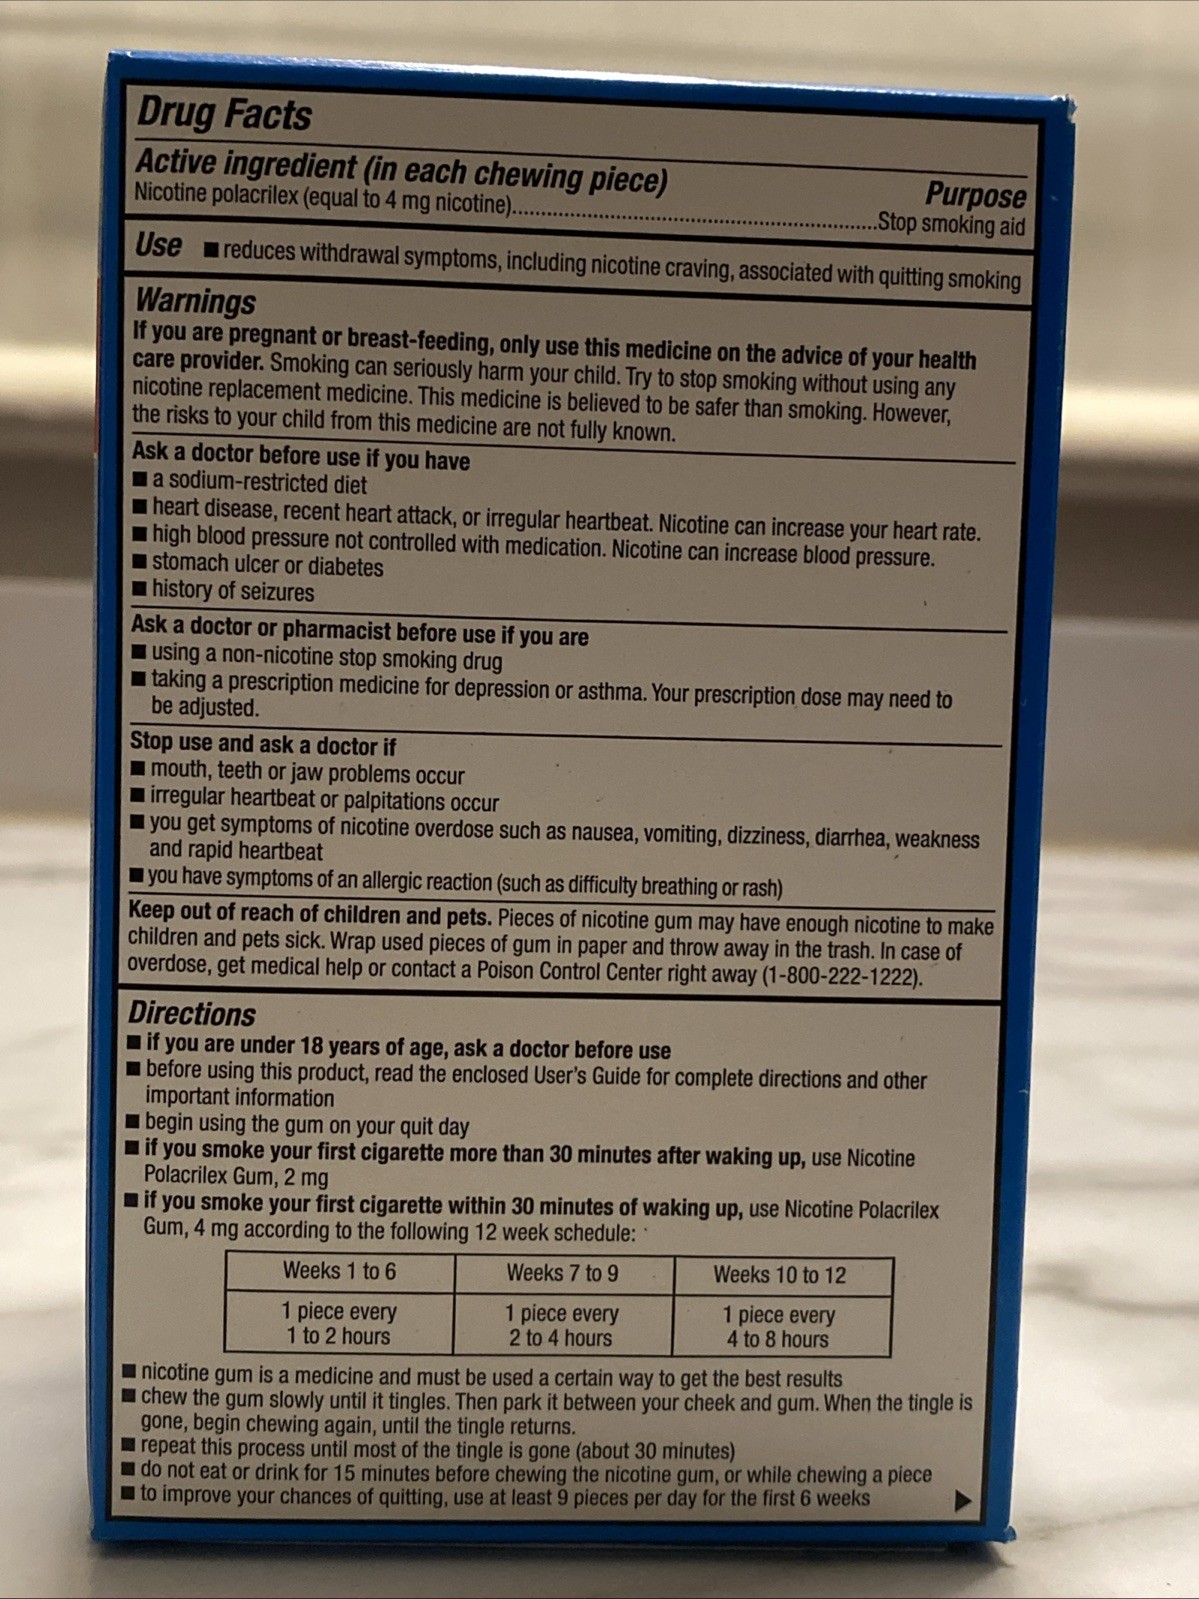 Drug Facts
Active ingredient (in each chewing piece)
Purpose
Nicotine polacrilex (equal to 4 mg nicotine)......................................................................Stop smoking aid
Use ■ reduces withdrawal symptoms, including nicotine craving, associated with quitting smoking
Warnings
If you are pregnant or breast-feeding, only use this medicine on the advice of your health
care provider. Smoking can seriously harm your child. Try to stop smoking without using any
nicotine replacement medicine. This medicine is believed to be safer than smoking. However,
the risks to your child from this medicine are not fully known.
Ask a doctor before use if you have
■ a sodium-restricted diet
■ heart disease, recent heart attack, or irregular heartbeat. Nicotine can increase your heart rate.
■ high blood pressure not controlled with medication. Nicotine can increase blood pressure.
■ stomach ulcer or diabetes
■ history of seizures
Ask a doctor or pharmacist before use if you are
■ using a non-nicotine stop smoking drug
■ taking a prescription medicine for depression or asthma. Your prescription dose may need to
be adjusted.
Stop use and ask a doctor if
■ mouth, teeth or jaw problems occur
■ irregular heartbeat or palpitations occur
■ you get symptoms of nicotine overdose such as nausea, vomiting, dizziness, diarrhea, weakness
and rapid heartbeat
■ you have symptoms of an allergic reaction (such as difficulty breathing or rash)
Keep out of reach of children and pets. Pieces of nicotine gum may have enough nicotine to make
children and pets sick. Wrap used pieces of gum in paper and throw away in the trash. In case of
overdose, get medical help or contact a Poison Control Center right away (1-800-222-1222).
Directions
■ if you are under 18 years of age, ask a doctor before use
■ before using this product, read the enclosed User's Guide for complete directions and other
important information
■ begin using the gum on your quit day
■ if you smoke your first cigarette more than 30 minutes after waking up, use Nicotine
Polacrilex Gum, 2 mg
■ if you smoke your first cigarette within 30 minutes of waking up, use Nicotine Polacrilex
Gum, 4 mg according to the following 12 week schedule:
Weeks 1 to 6 Weeks 7 to 9 Weeks 10 to 12
1 piece every 1 piece every 1 piece every
1 to 2 hours 2 to 4 hours 4 to 8 hours
■ nicotine gum is a medicine and must be used a certain way to get the best results
■ chew the gum slowly until it tingles. Then park it between your cheek and gum. When the tingle is
gone, begin chewing again, until the tingle returns.
■ repeat this process until most of the tingle is gone (about 30 minutes)
■ do not eat or drink for 15 minutes before chewing the nicotine gum, or while chewing a piece
■ to improve your chances of quitting, use at least 9 pieces per day for the first 6 weeks